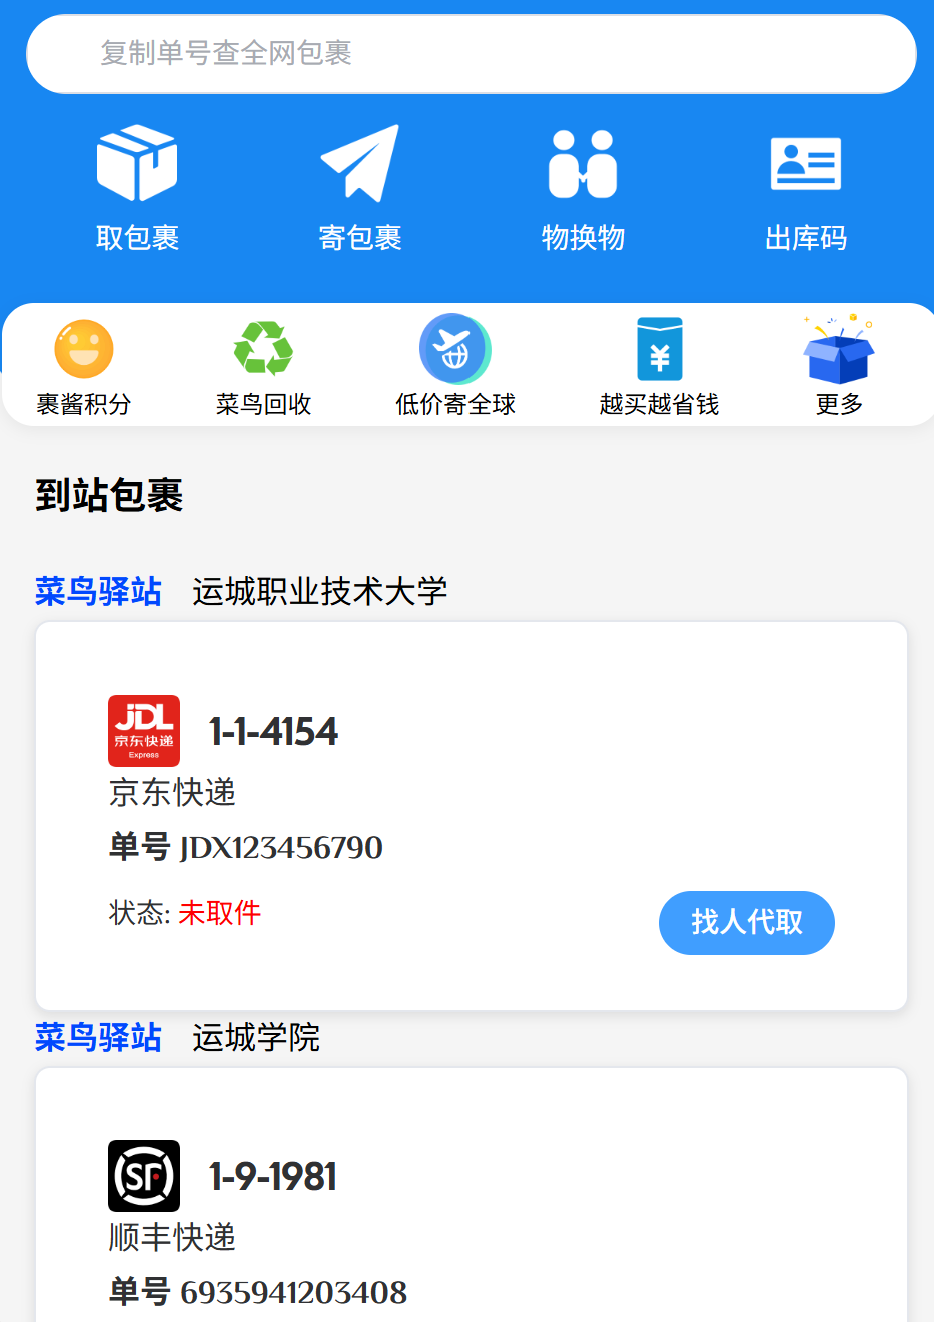 复制单号查全网包裹
取包裹 寄包裹 物换物 出库码
裹酱积分 菜鸟回收 低价寄全球 越买越省钱 更多
到站包裹
菜鸟驿站 运城职业技术大学
JDL
京东快递
Express
1-1-4154
京东快递
单号 JDX123456790
状态: 未取件
找人代取
菜鸟驿站 运城学院
SF
1-9-1981
顺丰快递
单号 6935941203408